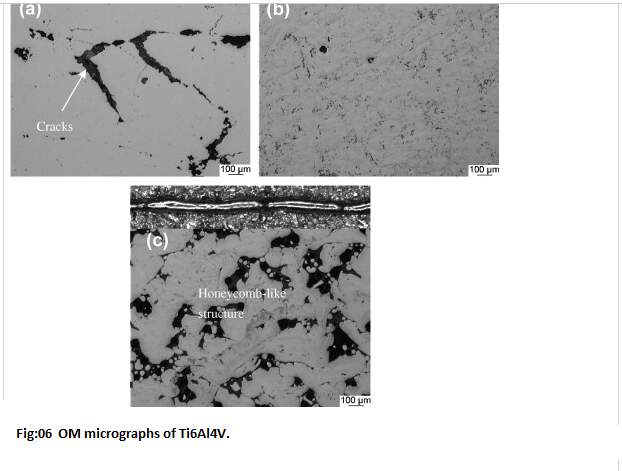 (a)
(b)
Cracks
100 µm
100 µm
(c)
Honeycomb-like
structure
100 µm
Fig:06 OM micrographs of Ti6Al4V.